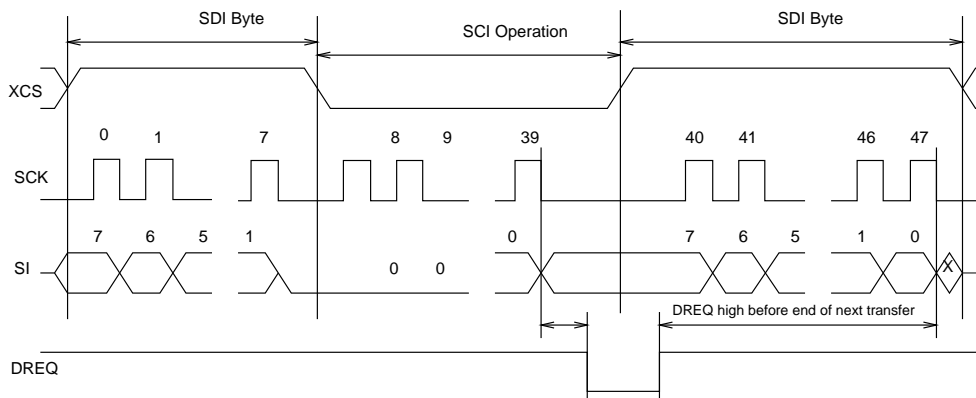 SDI Byte
SCI Operation
SDI Byte
XCS
0 1 7 8 9 39 40 41 46 47
SCK
7 6 5 1 0 7 6 5 1 0
SI
0 0
X
DREQ high before end of next transfer
DREQ